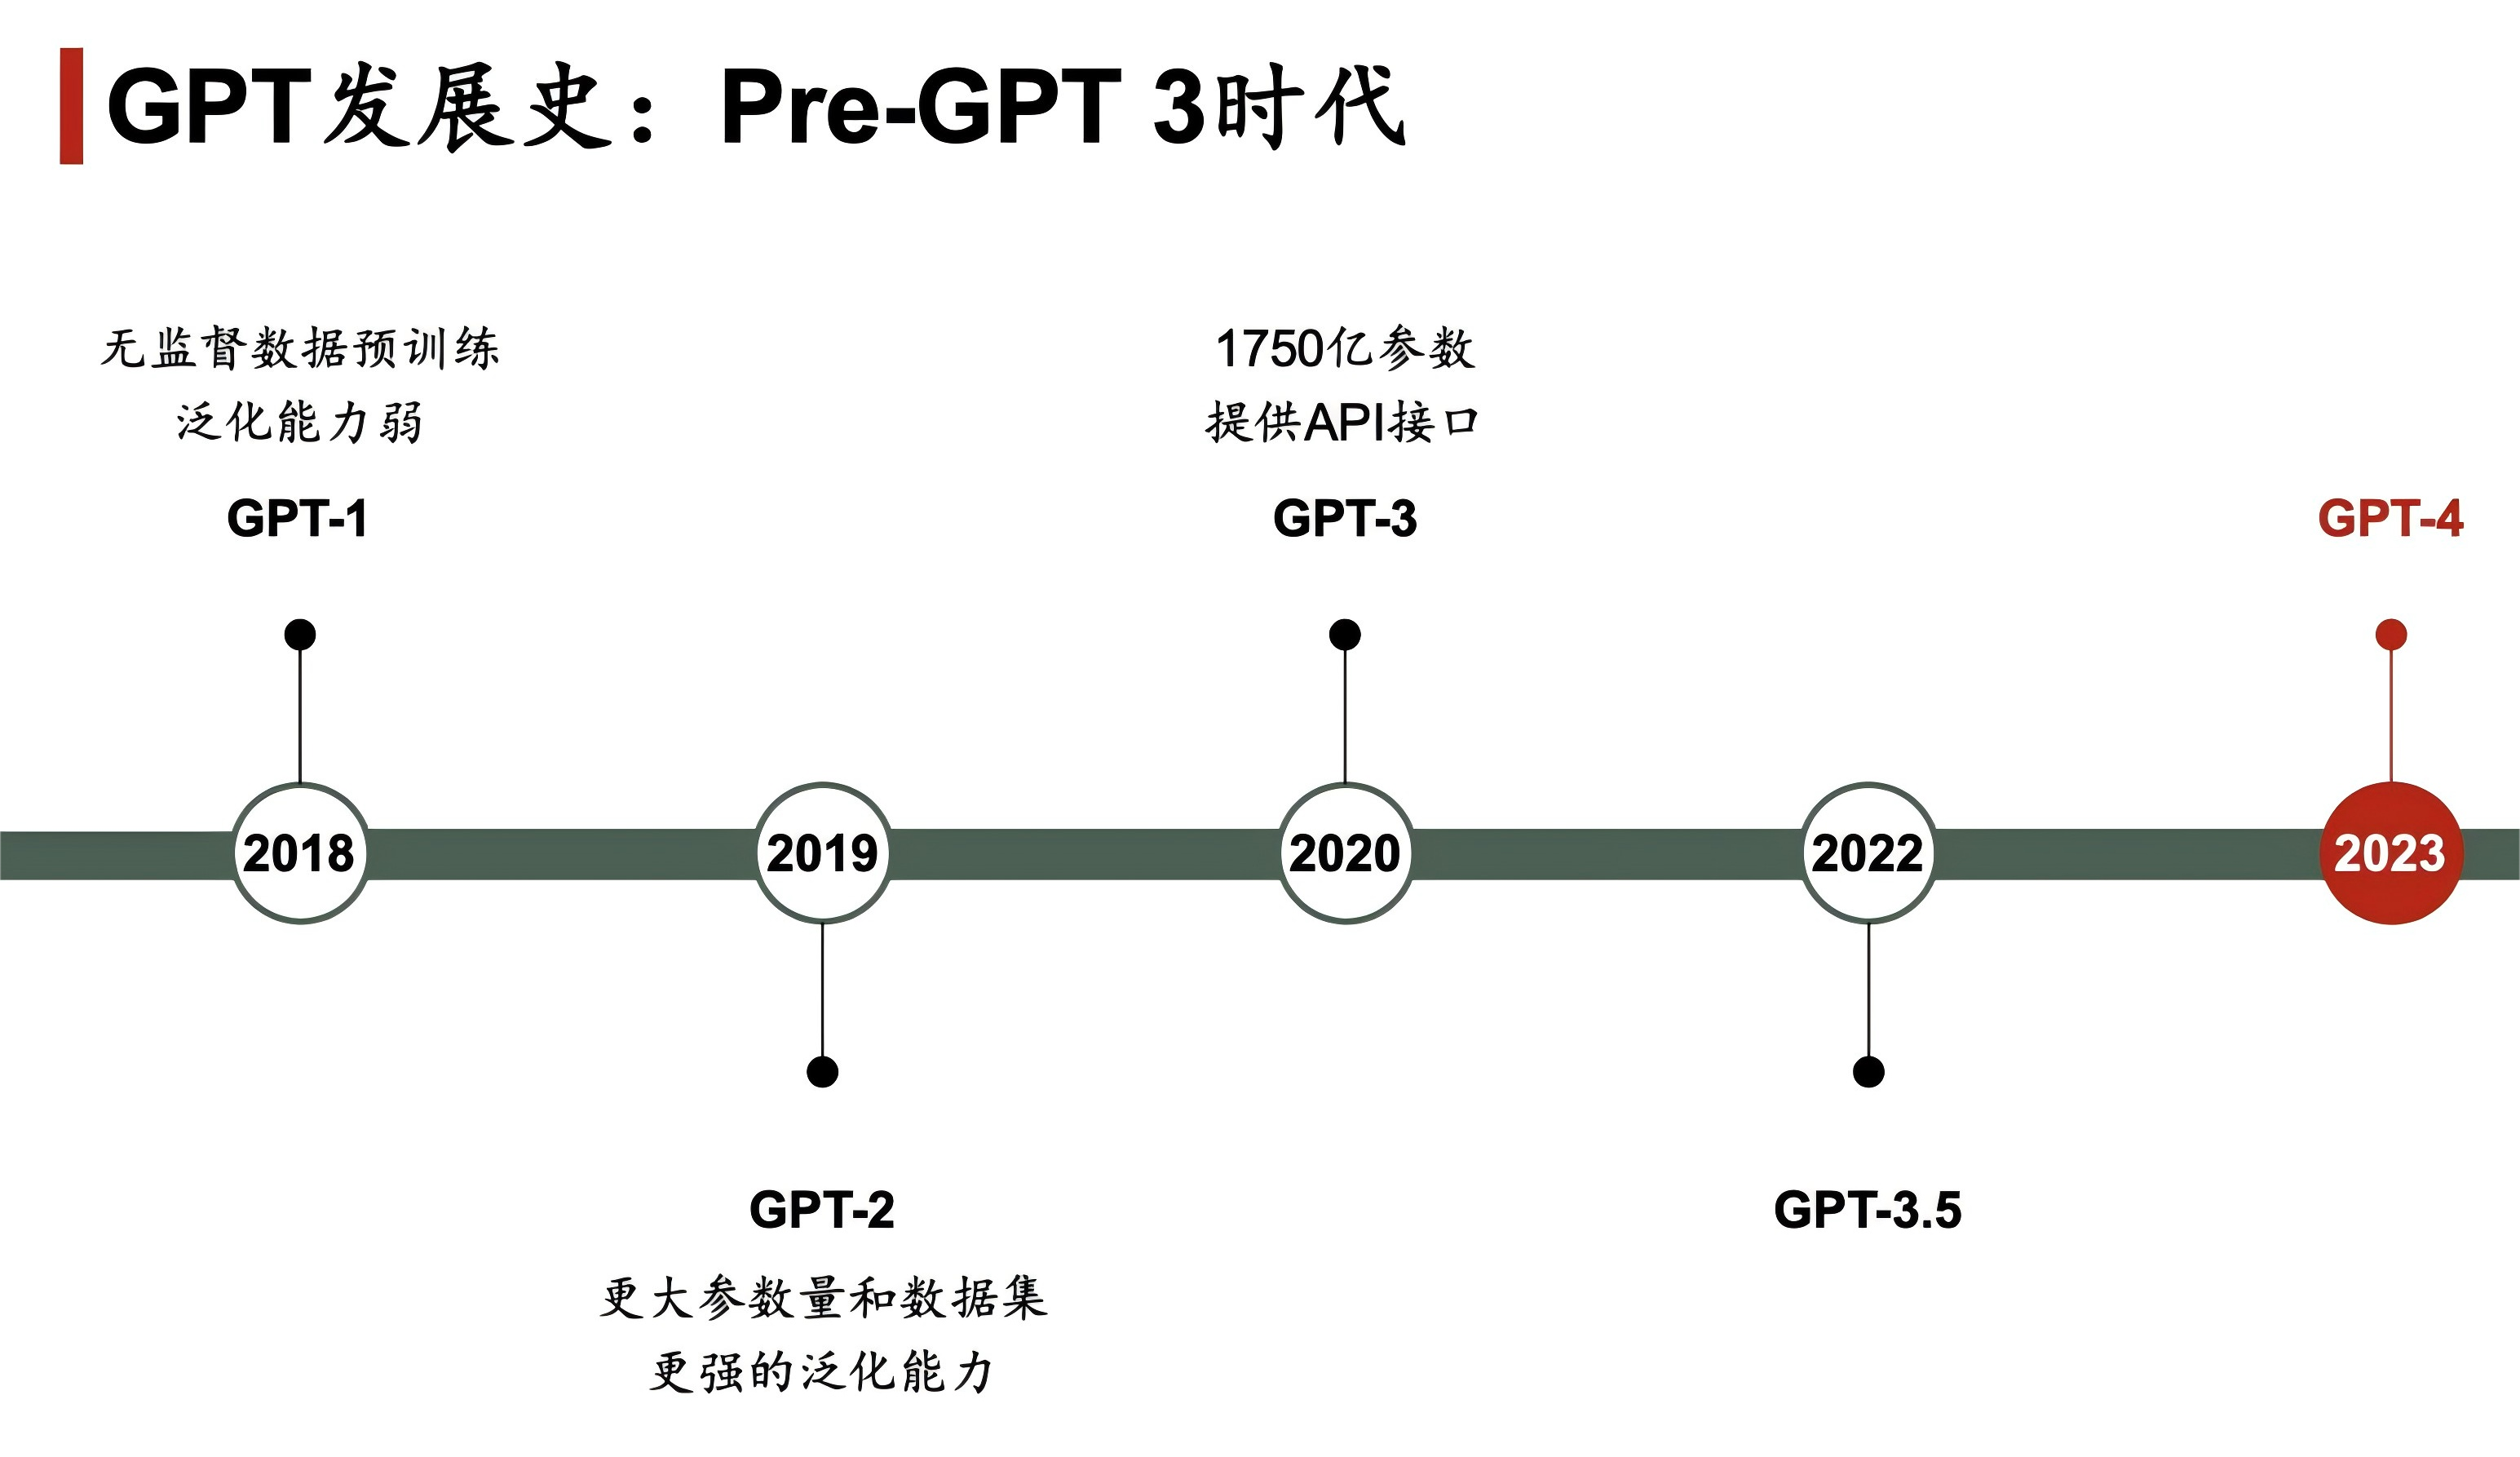 GPT发展史：Pre-GPT 3时代
无监督数据预训练
泛化能力弱
GPT-1
1750亿参数
提供API接口
GPT-3
GPT-4
2018
2019
2020
2022
2023
GPT-2
更大参数量和数据集
更强的泛化能力
GPT-3.5